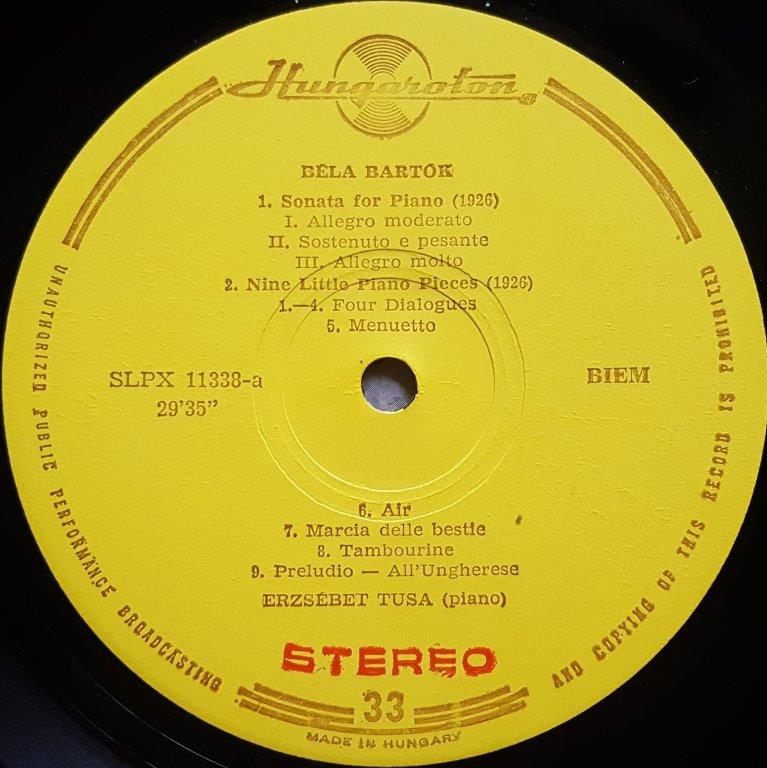 Hungaroton
BÉLA BARTÓK
1. Sonata for Piano (1926)
I. Allegro moderato
II. Sostenuto e pesante
III. Allegro molto
2. Nine Little Piano Pieces (1926)
1.—4. Four Dialogues
5. Menuetto
SLPX 11338-a
29'35”
BIEM
6. Air
7. Marcia delle bestie
8. Tambourine
9. Preludio — All'Ungherese
ERZSÉBET TUSA (piano)
STEREO
33
MADE IN HUNGARY
UNAUTHORIZED PUBLIC PERFORMANCE BROADCASTING AND COPYING OF THIS RECORD IS PROHIBITED